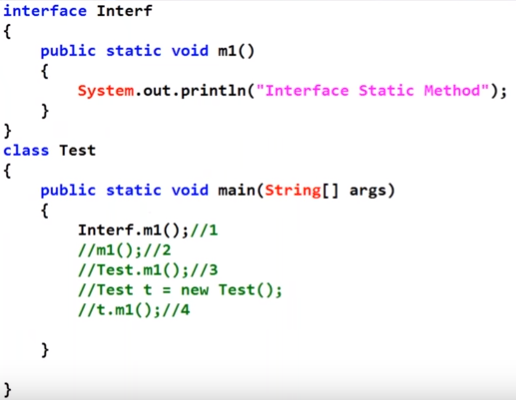 interface Interf
{
    public static void m1()
    {
        System.out.println("Interface Static Method");
    }
}
class Test
{
    public static void main(String[] args)
    {
        Interf.m1();//1
        //m1();//2
        //Test.m1();//3
        //Test t = new Test();
        //t.m1();//4
    }
}